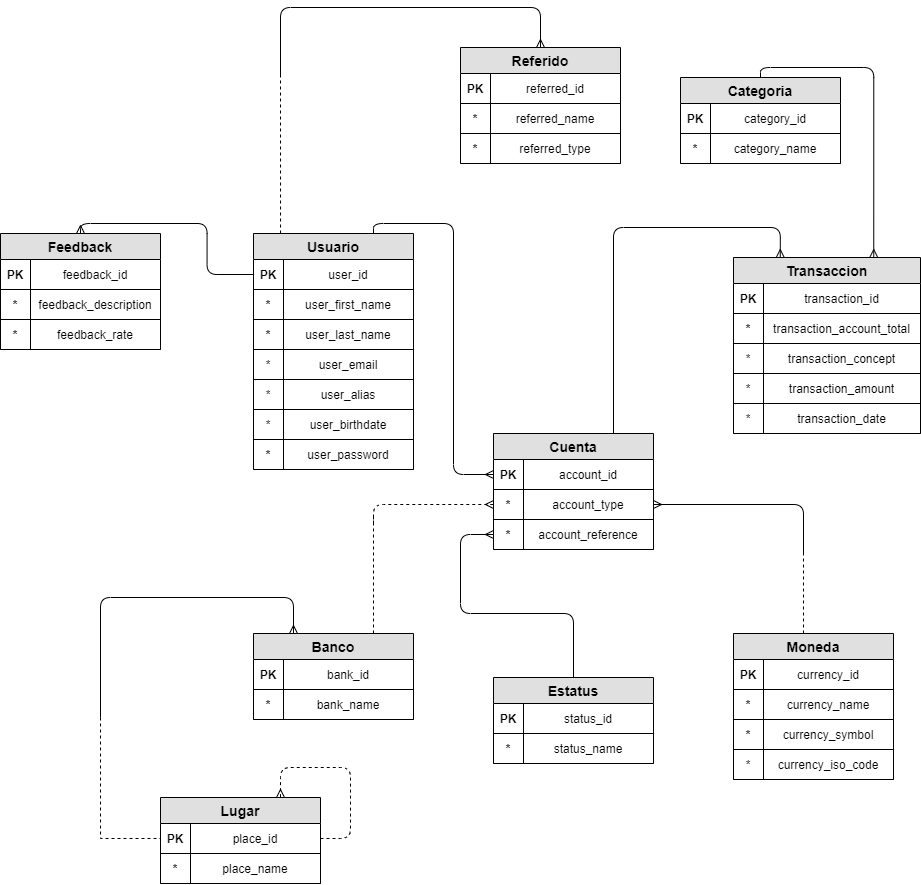 Referido
PK referred_id
* referred_name
* referred_type
Categoria
PK category_id
* category_name
Feedback
PK feedback_id
* feedback_description
* feedback_rate
Usuario
PK user_id
* user_first_name
* user_last_name
* user_email
* user_alias
* user_birthdate
* user_password
Transaccion
PK transaction_id
* transaction_account_total
* transaction_concept
* transaction_amount
* transaction_date
Cuenta
PK account_id
* account_type
* account_reference
Banco
PK bank_id
* bank_name
Estatus
PK status_id
* status_name
Moneda
PK currency_id
* currency_name
* currency_symbol
* currency_iso_code
Lugar
PK place_id
* place_name